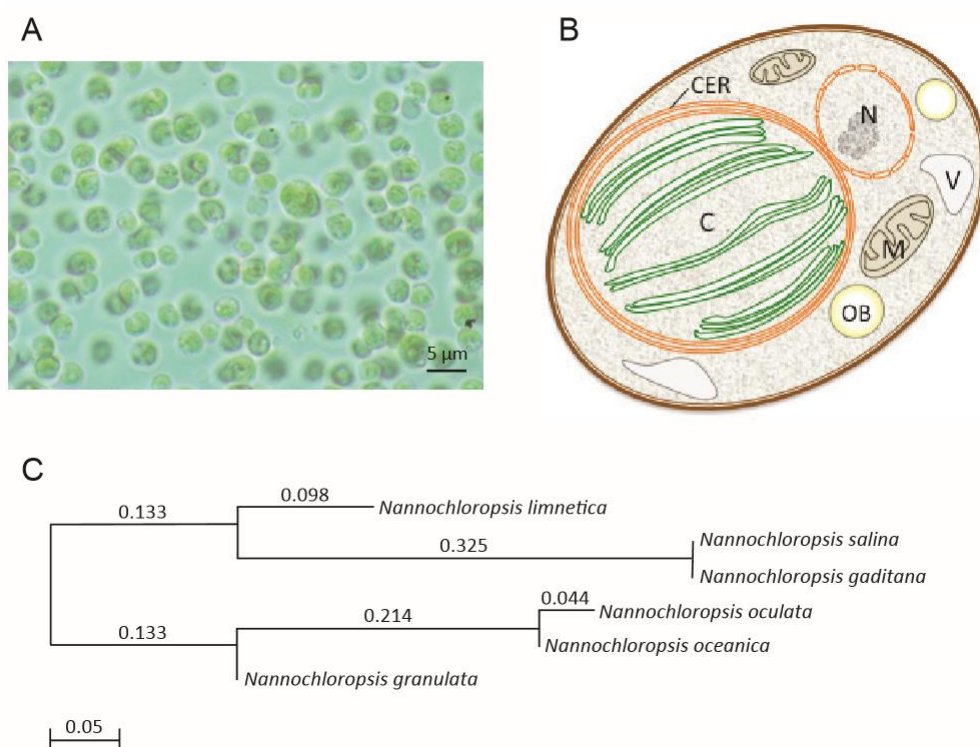 A
5 µm
B
CER
N
V
C
M
OB
C
0.098
Nannochloropsis limnetica
0.133
Nannochloropsis salina
0.325
Nannochloropsis gaditana
0.044
Nannochloropsis oculata
0.214
0.133
Nannochloropsis oceanica
Nannochloropsis granulata
0.05